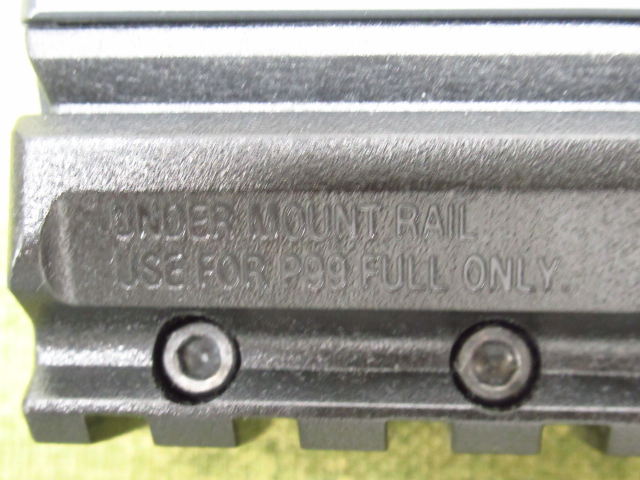 UNDER MOUNT RAIL
USE FOR P99 FULL ONLY.